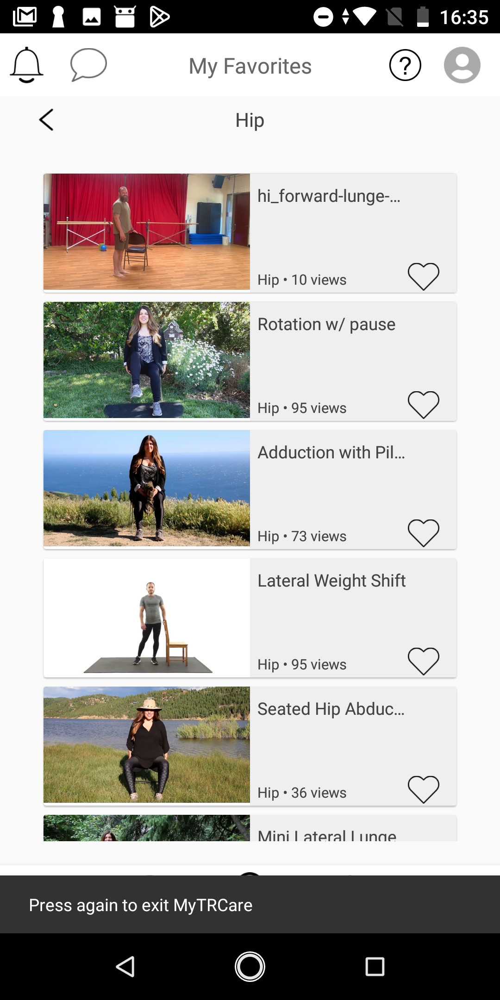 16:35
My Favorites
Hip
hi_forward-lunge-...
Hip • 10 views
Rotation w/ pause
Hip • 95 views
Adduction with Pil...
Hip • 73 views
Lateral Weight Shift
Hip • 95 views
Seated Hip Abduc...
Hip • 36 views
Mini Lateral Lunge
Press again to exit MyTRCare